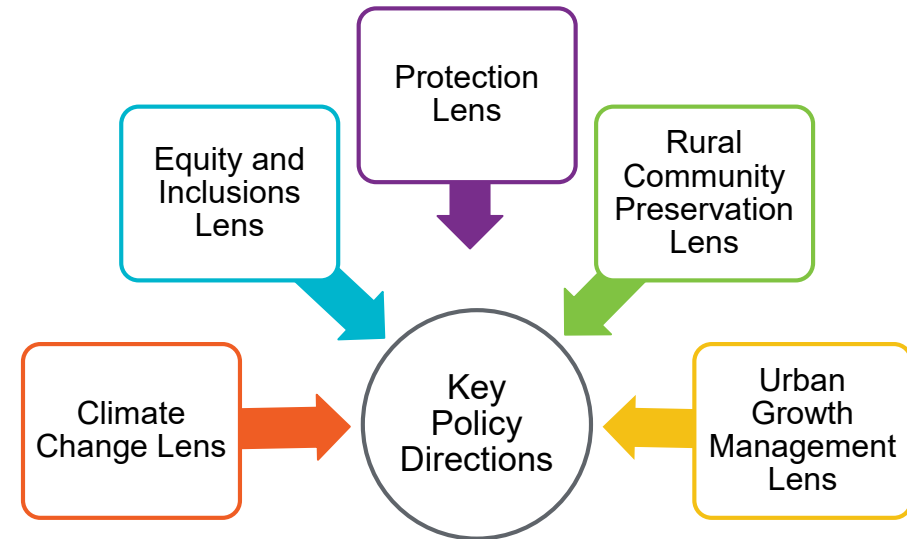 Protection
Lens
Equity and
Inclusions
Lens
Rural
Community
Preservation
Lens
Climate
Change Lens
Key
Policy
Directions
Urban
Growth
Management
Lens